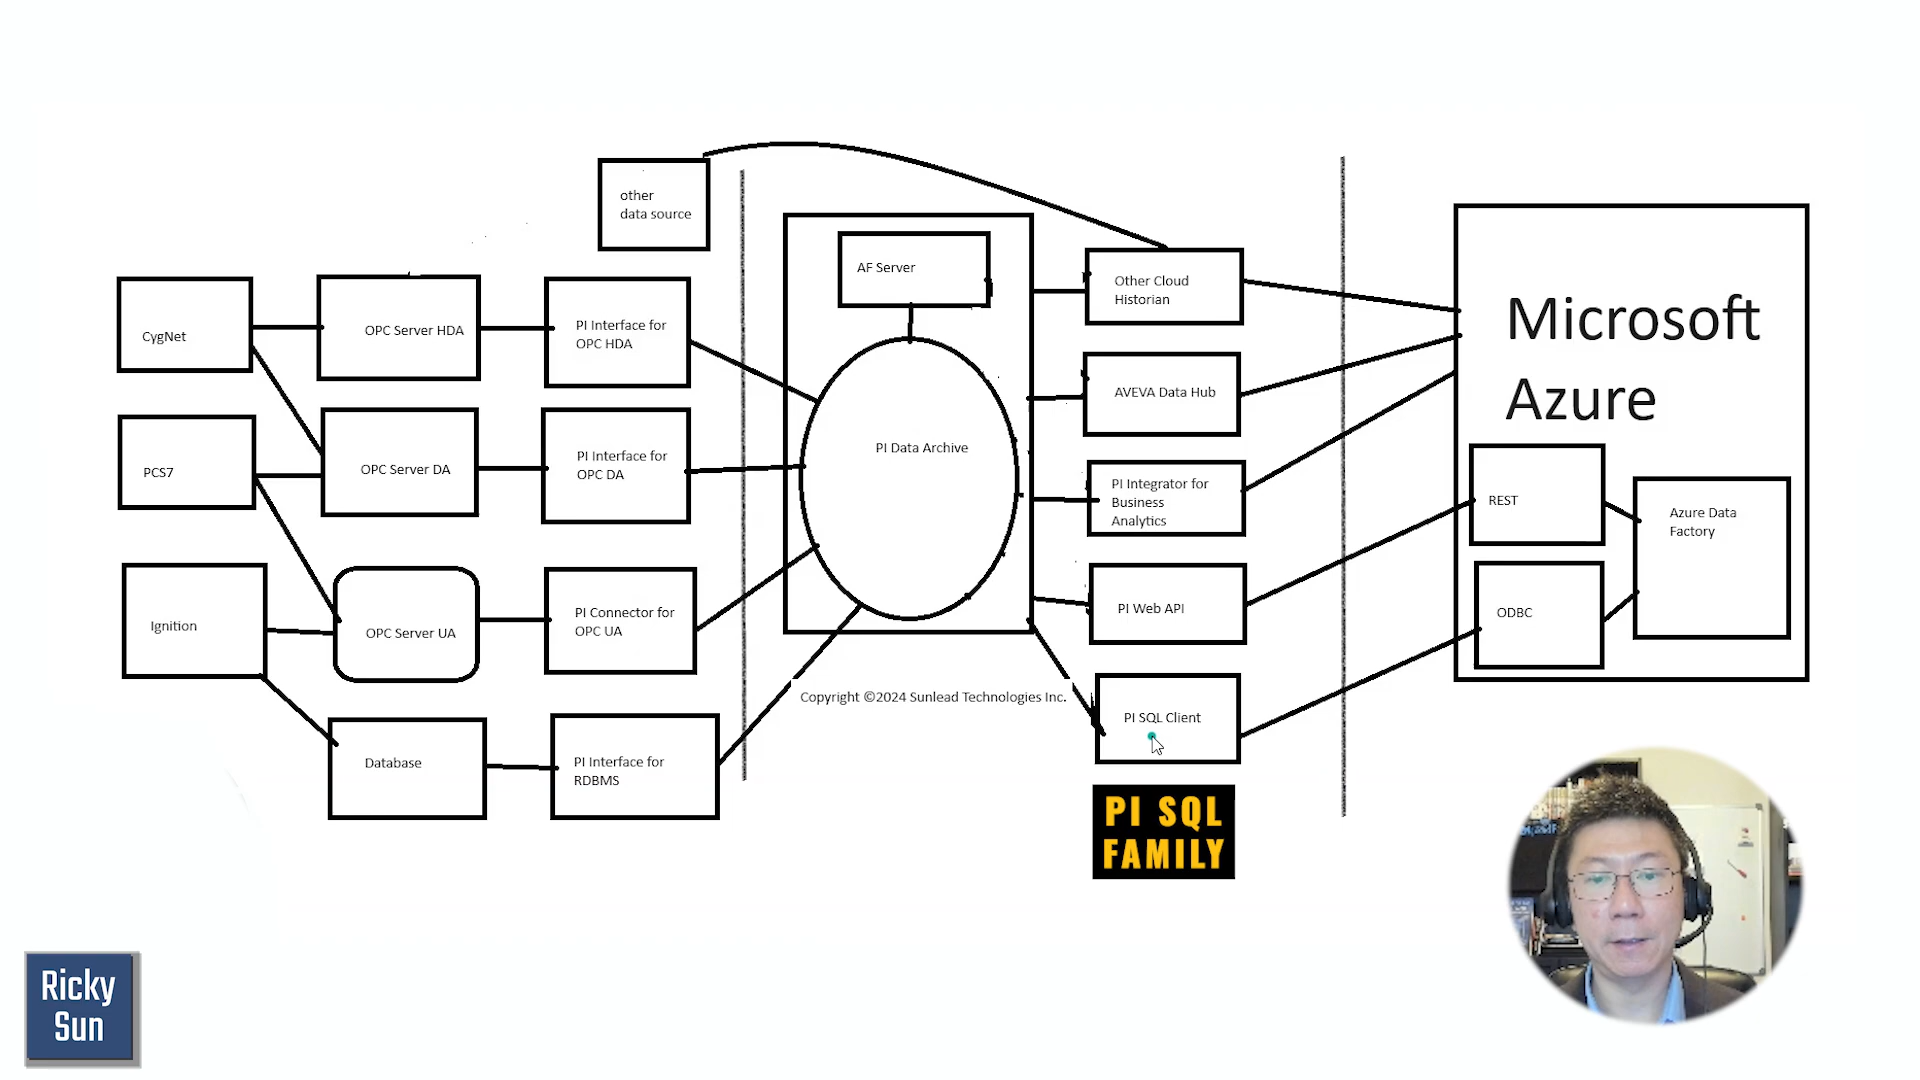 other
data source
CygNet
OPC Server HDA
PI Interface for
OPC HDA
PCS7
OPC Server DA
PI Interface for
OPC DA
Ignition
OPC Server UA
PI Connector for
OPC UA
Database
PI Interface for
RDBMS
AF Server
PI Data Archive
Copyright ©2024 Sunlead Technologies Inc.
Other Cloud
Historian
AVEVA Data Hub
PI Integrator for
Business
Analytics
PI Web API
PI SQL Client
PI SQL
FAMILY
Microsoft
Azure
REST
ODBC
Azure Data
Factory
Ricky
Sun